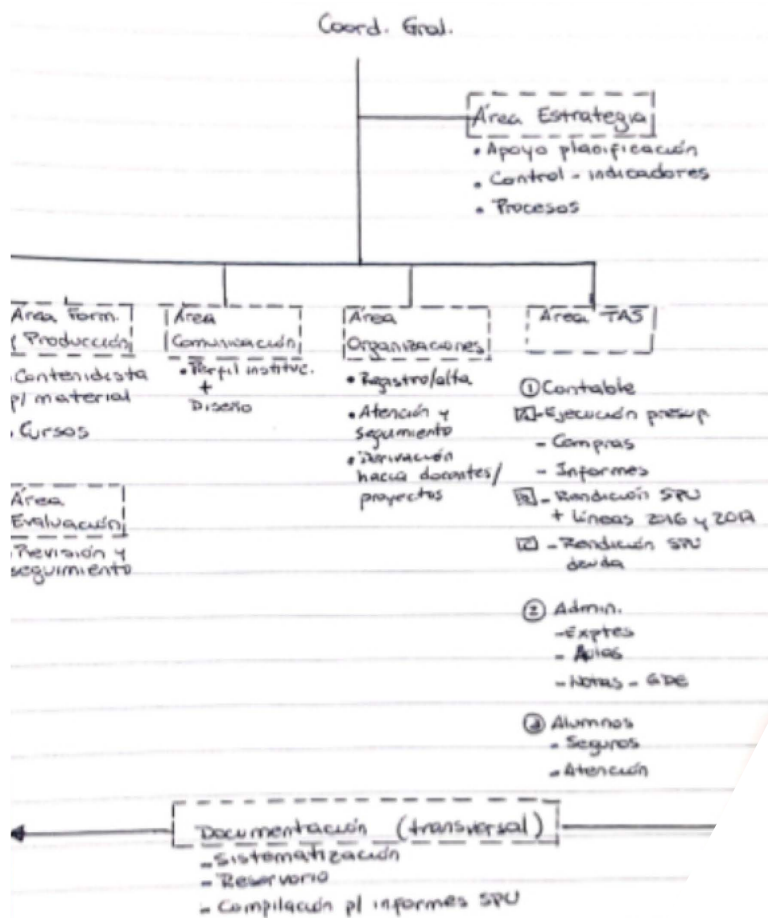 Coord. Gral.
Área Estrategia
• Apoyo planificación
• Control - indicadores
• Procesos
Área Form.
y Producción
Contenidista
p/ material
• Cursos
Área
Evaluación
Previsión y
seguimiento
Área
Comunicación
• Perfil instituc.
+
Diseño
Área
Organizaciones
• Registro/alta
• Atención y
seguimiento
• Derivación
hacia docentes/
proyectos
Área TAS
① Contable
- Ejecución presup.
- Compras
- Informes
- Rendición SPU
+ Líneas 2016 y 2017
- Rendición SPU
deuda
② Admin.
- Exptes
- Aulas
- Notas - GDE
③ Alumnos
- Seguros
- Atención
Documentación (transversal)
- Sistematización
- Reservorio
- Compilación p/ informes SPU